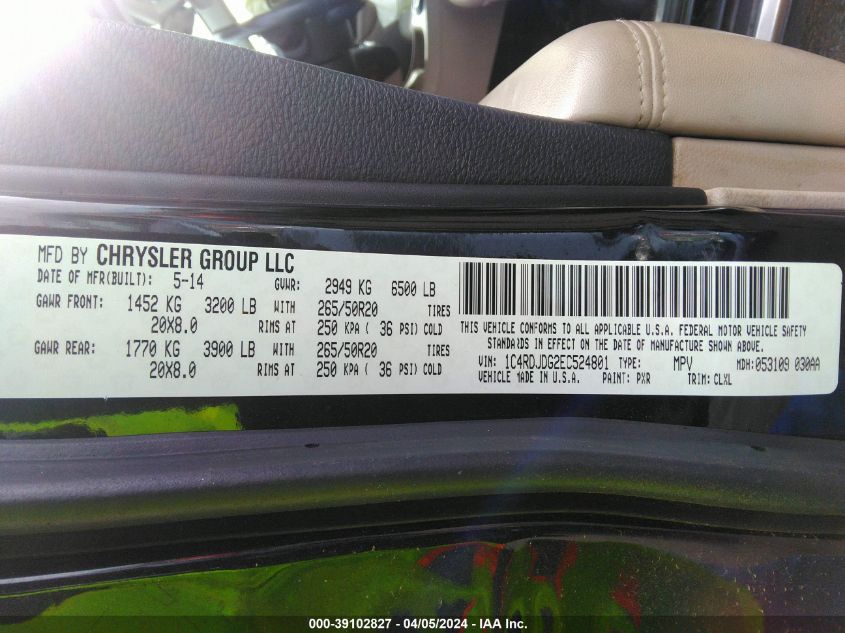 MFD BY CHRYSLER GROUP LLC
DATE OF MFR(BUILT): 5-14 GVWR: 2949 KG 6500 LB
GAWR FRONT: 1452 KG 3200 LB WITH 265/50R20 TIRES
20X8.0 RIMS AT 250 KPA ( 36 PSI) COLD
GAWR REAR: 1770 KG 3900 LB WITH 265/50R20 TIRES
20X8.0 RIMS AT 250 KPA ( 36 PSI) COLD
THIS VEHICLE CONFORMS TO ALL APPLICABLE U.S.A. FEDERAL MOTOR VEHICLE SAFETY
STANDARDS IN EFFECT ON THE DATE OF MANUFACTURE SHOWN ABOVE.
VIN: 1C4RDJDG2EC524801 TYPE: MPV MDH: 053109 030AA
VEHICLE MADE IN U.S.A. PAINT: PXR TRIM: CLXL
000-39102827 - 04/05/2024 - IAA Inc.